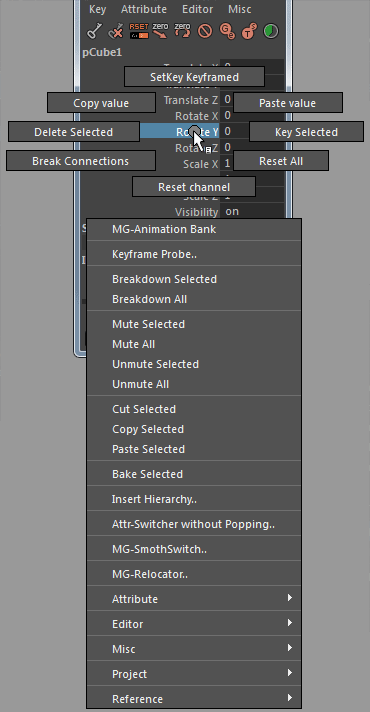 Key Attribute Editor Misc
RSET zero zero
pCube1
SetKey Keyframed
Copy value Translate Z 0 Paste value
Rotate X 0
Delete Selected Rotate Y 0 Key Selected
Break Connections 0 Reset All
Scale X 1
Reset channel
Scale Z 1
Visibility on
MG-Animation Bank
Keyframe Probe..
Breakdown Selected
Breakdown All
Mute Selected
Mute All
Unmute Selected
Unmute All
Cut Selected
Copy Selected
Paste Selected
Bake Selected
Insert Hierarchy..
Attr-Switcher without Popping..
MG-SmothSwitch..
MG-Relocator..
Attribute
Editor
Misc
Project
Reference